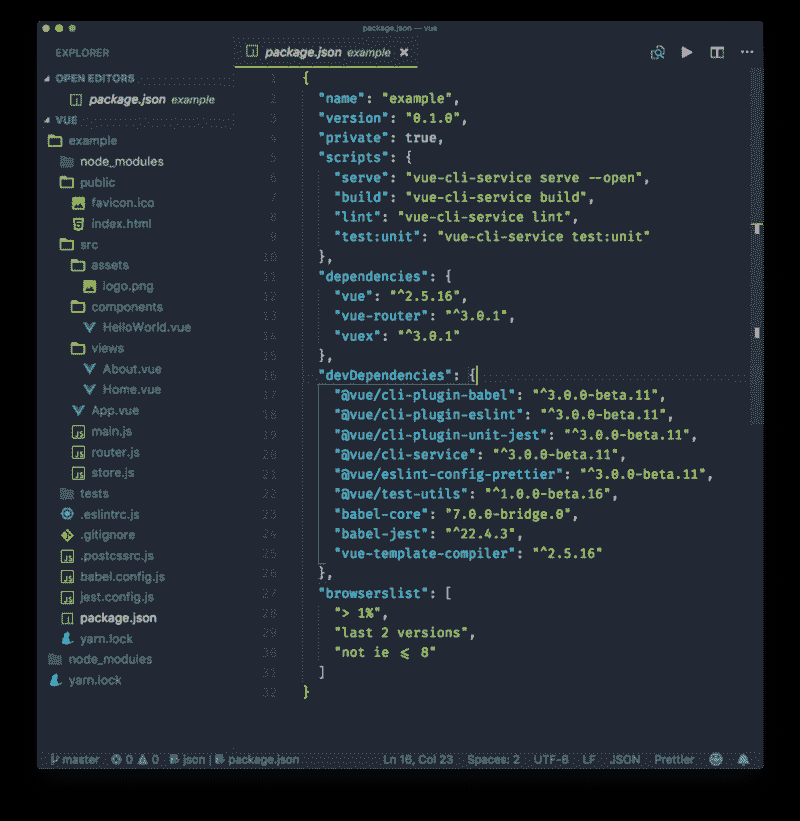 package.json — vue
EXPLORER
OPEN EDITORS
package.json example
VUE
example
node_modules
public
favicon.ico
index.html
src
assets
logo.png
components
HelloWorld.vue
views
About.vue
Home.vue
App.vue
main.js
router.js
store.js
tests
.eslintrc.js
.gitignore
.postcssrc.js
babel.config.js
jest.config.js
package.json
yarn.lock
node_modules
yarn.lock
package.json example ×
1 {
2 "name": "example",
3 "version": "0.1.0",
4 "private": true,
5 "scripts": {
6 "serve": "vue-cli-service serve --open",
7 "build": "vue-cli-service build",
8 "lint": "vue-cli-service lint",
9 "test:unit": "vue-cli-service test:unit"
10 },
11 "dependencies": {
12 "vue": "^2.5.16",
13 "vue-router": "^3.0.1",
14 "vuex": "^3.0.1"
15 },
16 "devDependencies": {
17 "@vue/cli-plugin-babel": "^3.0.0-beta.11",
18 "@vue/cli-plugin-eslint": "^3.0.0-beta.11",
19 "@vue/cli-plugin-unit-jest": "^3.0.0-beta.11",
20 "@vue/cli-service": "^3.0.0-beta.11",
21 "@vue/eslint-config-prettier": "^3.0.0-beta.11",
22 "@vue/test-utils": "^1.0.0-beta.16",
23 "babel-core": "7.0.0-bridge.0",
24 "babel-jest": "^22.4.3",
25 "vue-template-compiler": "^2.5.16"
26 },
27 "browserslist": [
28 "> 1%",
29 "last 2 versions",
30 "not ie ⩽ 8"
31 ]
32 }
master 0 0 json | package.json Ln 16, Col 23 Spaces: 2 UTF-8 LF JSON Prettier